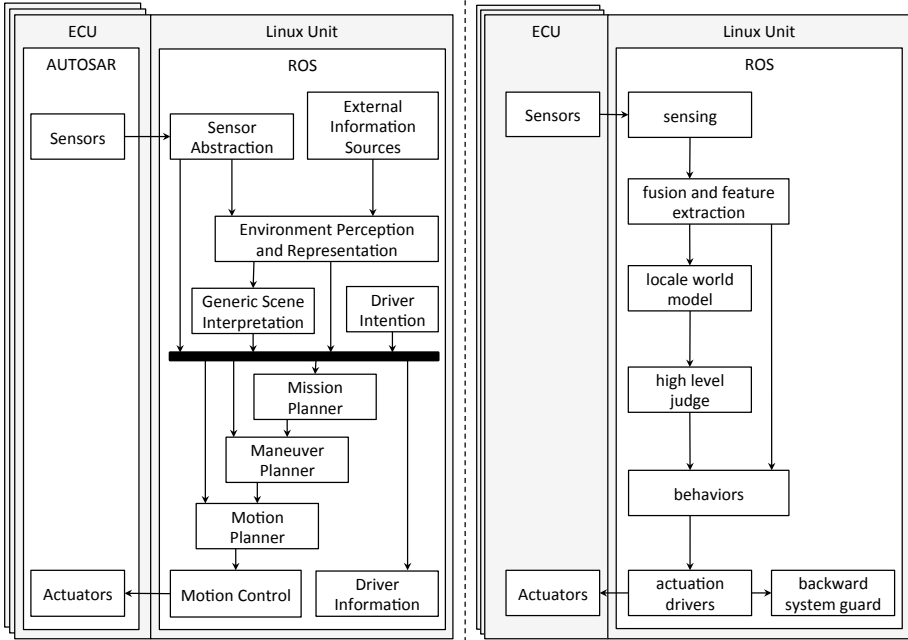 ECU
Linux Unit
AUTOSAR
ROS
Sensors
Sensor
Abstraction
External
Information
Sources
Environment Perception
and Representation
Generic Scene
Interpretation
Driver
Intention
Mission
Planner
Maneuver
Planner
Motion
Planner
Actuators
Motion Control
Driver
Information
ECU
Linux Unit
ROS
Sensors
sensing
fusion and feature
extraction
locale world
model
high level
judge
behaviors
Actuators
actuation
drivers
backward
system guard